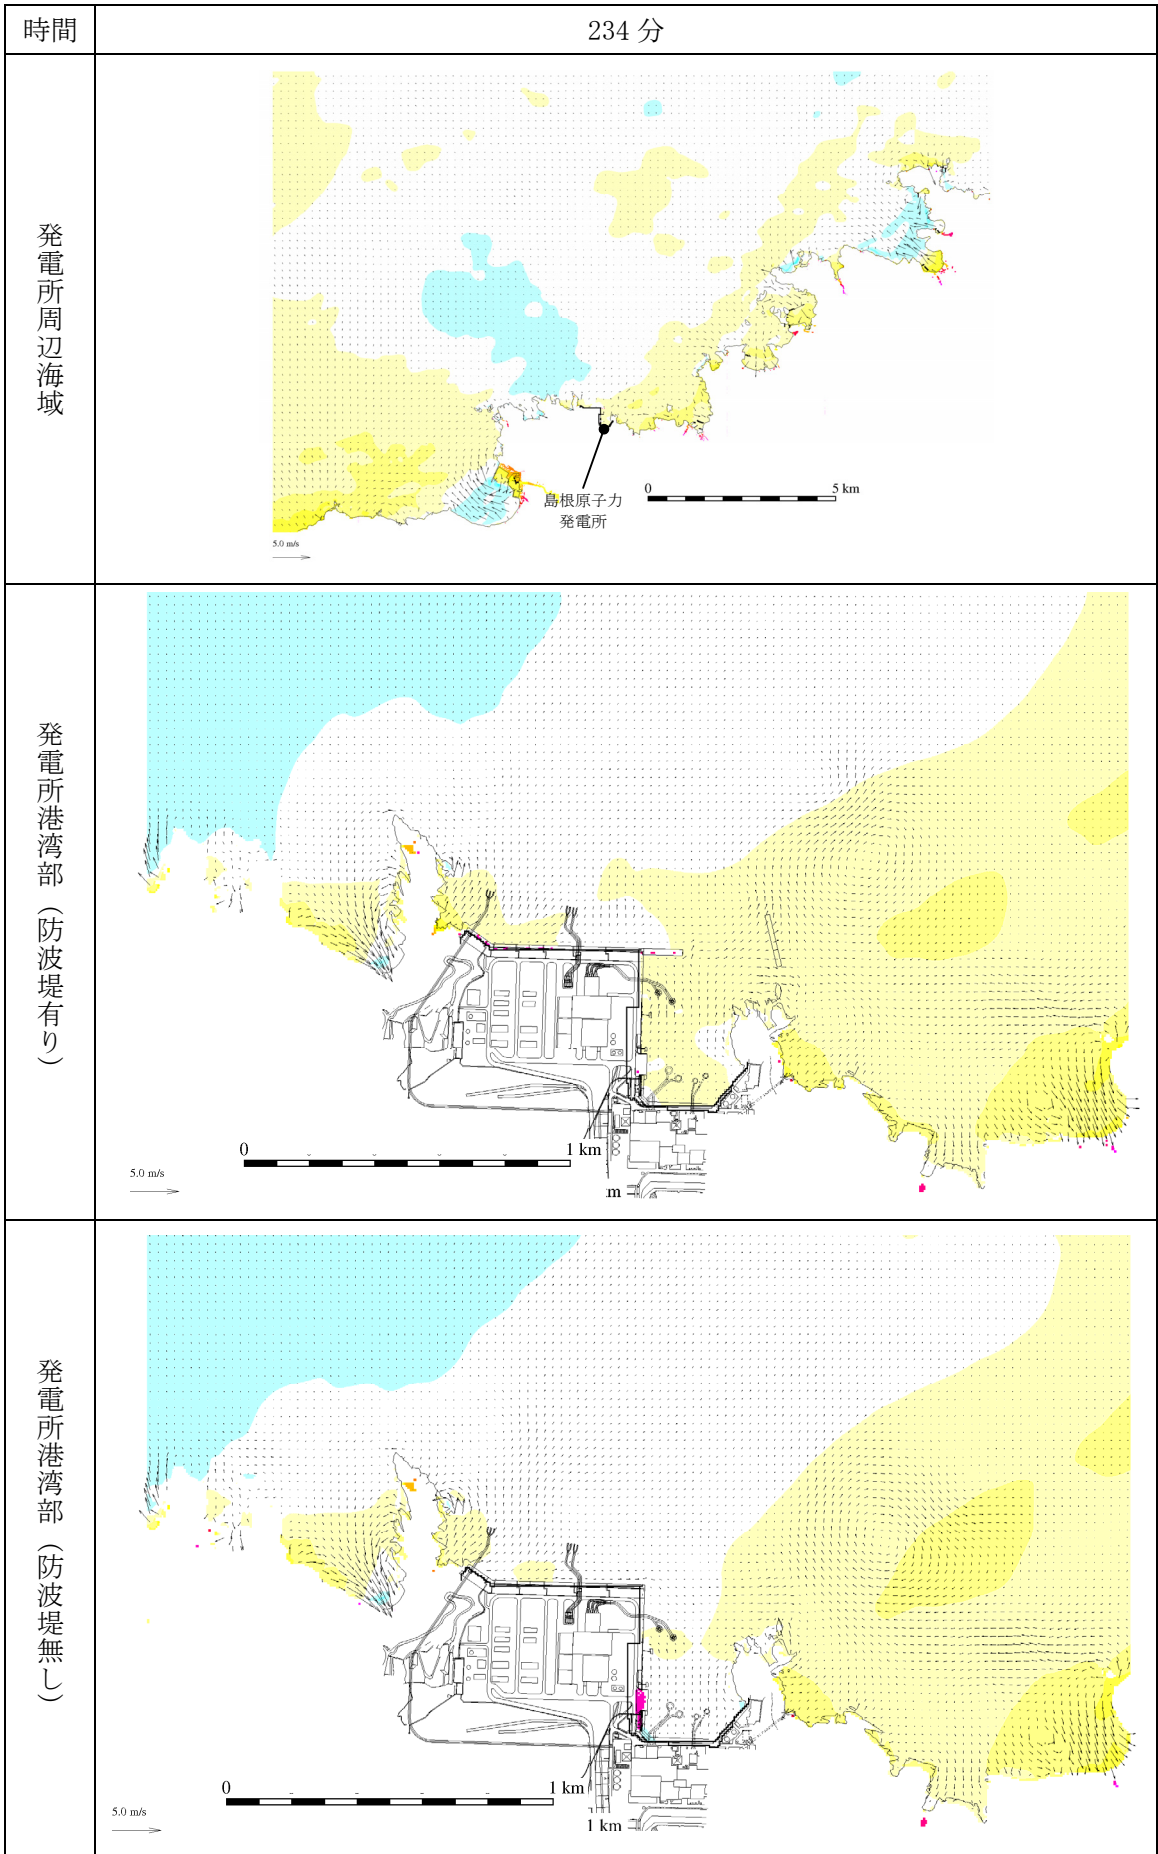 時間
234 分
発電所周辺海域
島根原子力
発電所
0
5 km
5.0 m/s
発電所港湾部（防波堤有り）
0
1 km
5.0 m/s
m
発電所港湾部（防波堤無し）
0
1 km
5.0 m/s
1 km